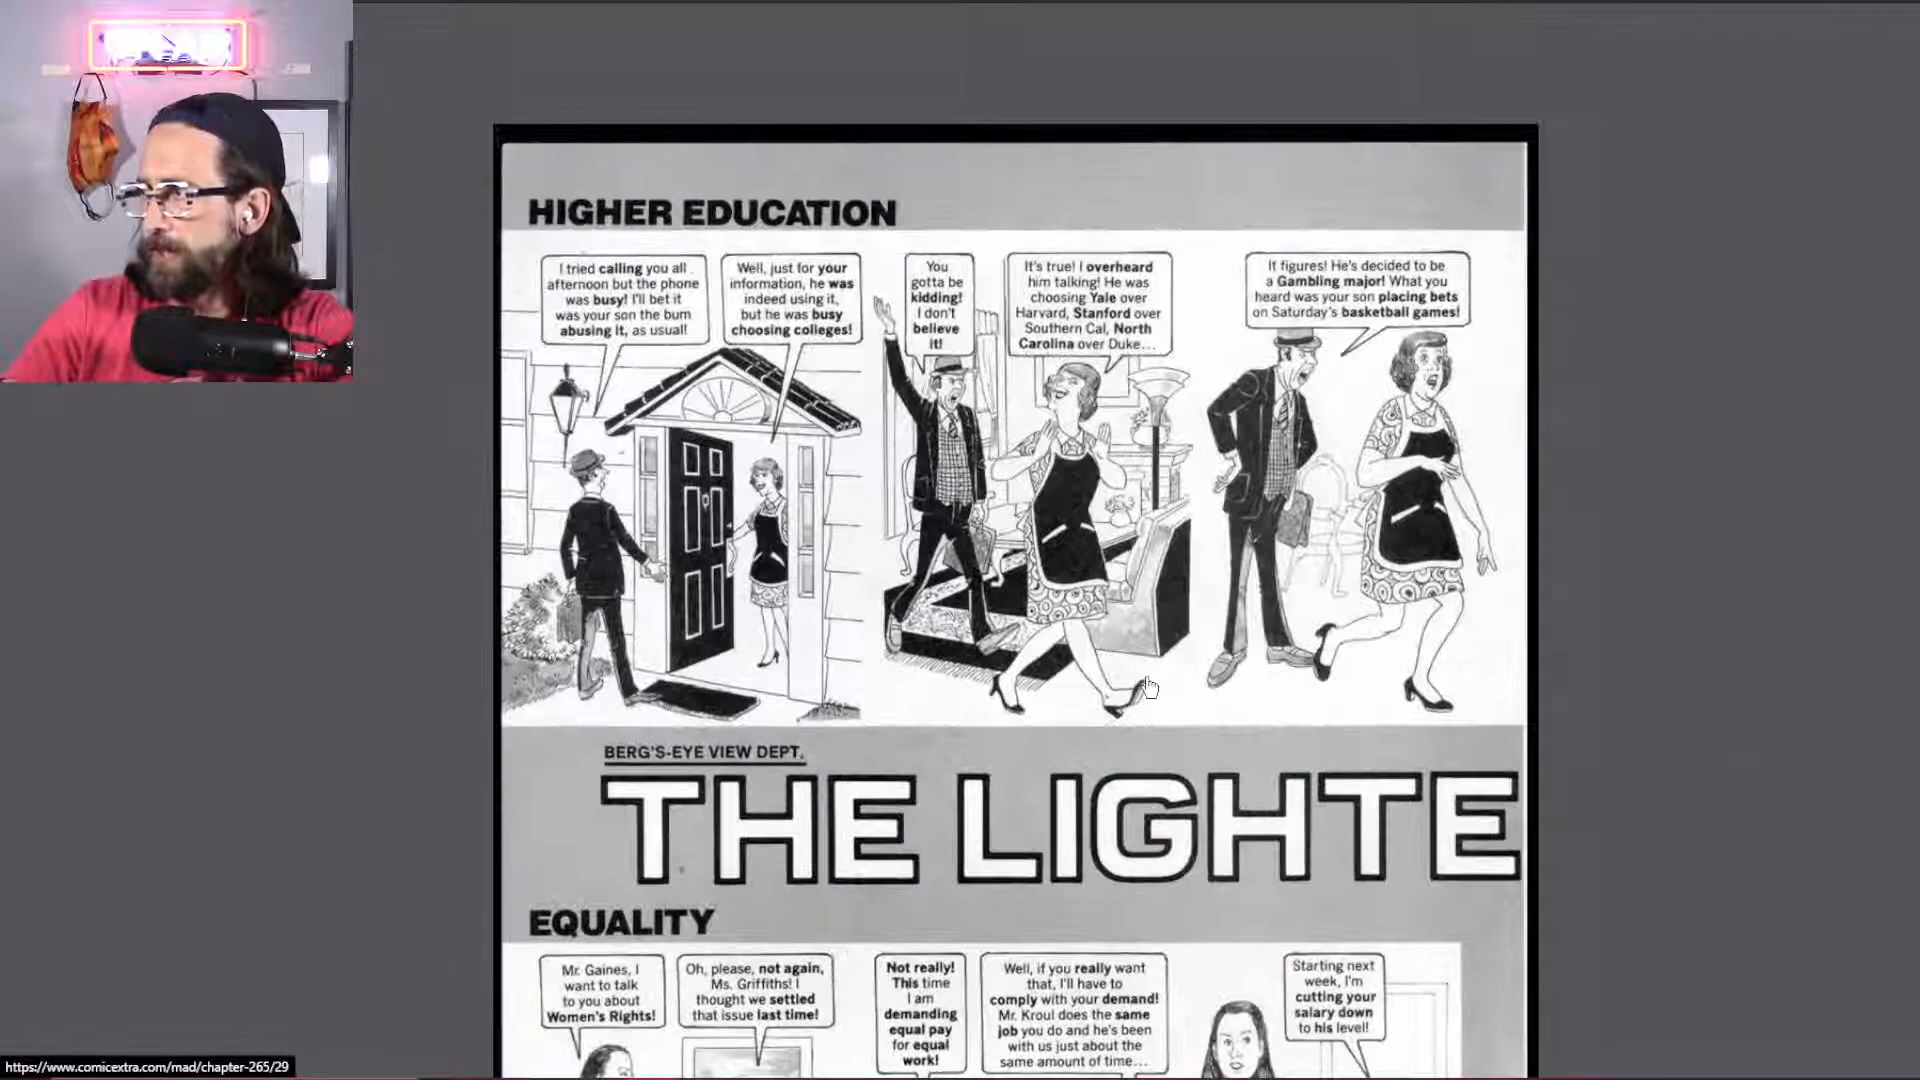 HIGHER EDUCATION
I tried calling you all
afternoon but the phone
was busy! I'll bet it
was your son the bum
abusing it, as usual!
Well, just for your
information, he was
indeed using it,
but he was busy
choosing colleges!
You
gotta be
kidding!
I don't
believe
it!
It's true! I overheard
him talking! He was
choosing Yale over
Harvard, Stanford over
Southern Cal, North
Carolina over Duke...
It figures! He's decided to be
a Gambling major! What you
heard was your son placing bets
on Saturday's basketball games!
BERG'S-EYE VIEW DEPT.
THE LIGHTE
EQUALITY
Mr. Gaines, I
want to talk
to you about
Women's Rights!
Oh, please, not again,
Ms. Griffiths! I
thought we settled
that issue last time!
Not really!
This time
I am
demanding
equal pay
for equal
work!
Well, if you really want
that, I'll have to
comply with your demand!
Mr. Kroul does the same
job you do and he's been
with us just about the
same amount of time...
Starting next
week, I'm
cutting your
salary down
to his level!
https://www.comicextra.com/mad/chapter-265/29